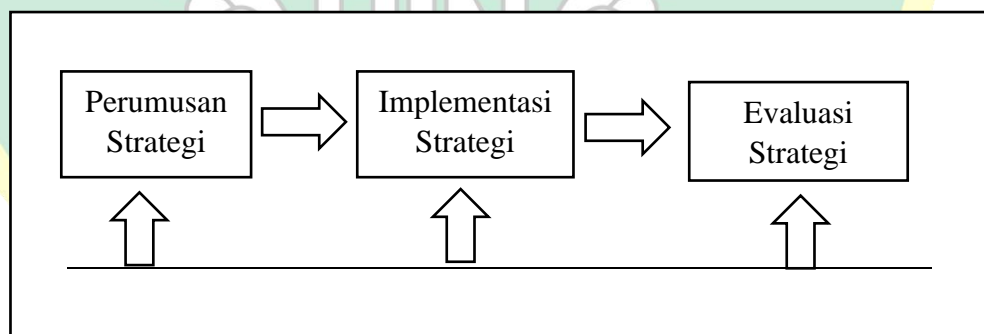 Perumusan
Strategi
Implementasi
Strategi
Evaluasi
Strategi